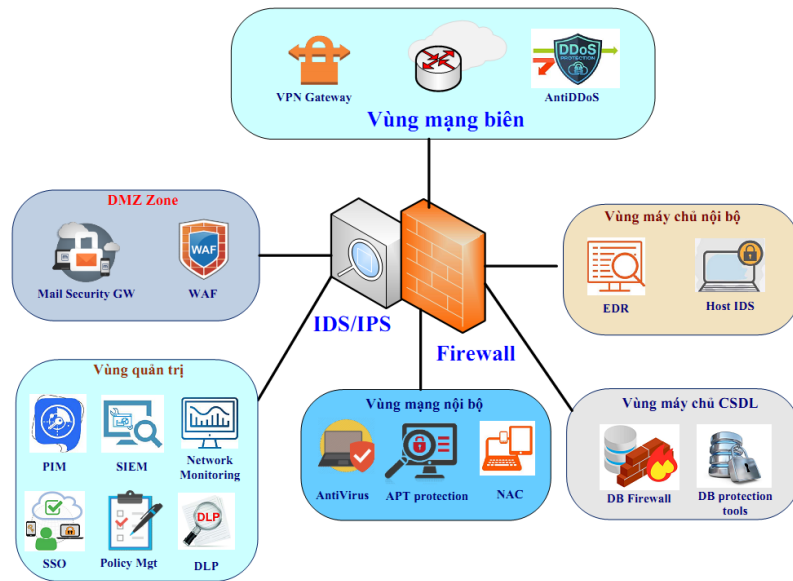 DDoS
PROTECTION
VPN Gateway
AntiDDoS
Vùng mạng biên
DMZ Zone
WAF
Mail Security GW
WAF
IDS/IPS
Firewall
Vùng máy chủ nội bộ
EDR
Host IDS
Vùng quản trị
PIM
SIEM
Network
Monitoring
DLP
SSO
Policy Mgt
DLP
Vùng mạng nội bộ
AntiVirus
APT protection
NAC
Vùng máy chủ CSDL
DB Firewall
DB protection
tools